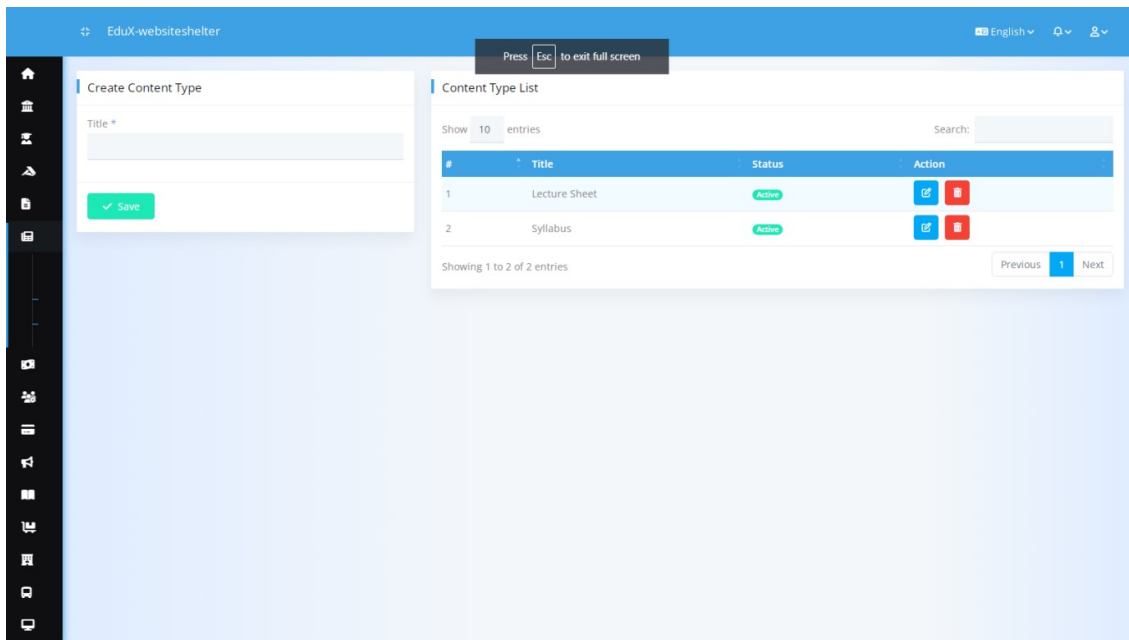 EduX-websiteshelter
English
Press Esc to exit full screen
Create Content Type
Title *
Save
Content Type List
Show 10 entries
Search:
# Title Status Action
1 Lecture Sheet Active
2 Syllabus Active
Showing 1 to 2 of 2 entries
Previous 1 Next